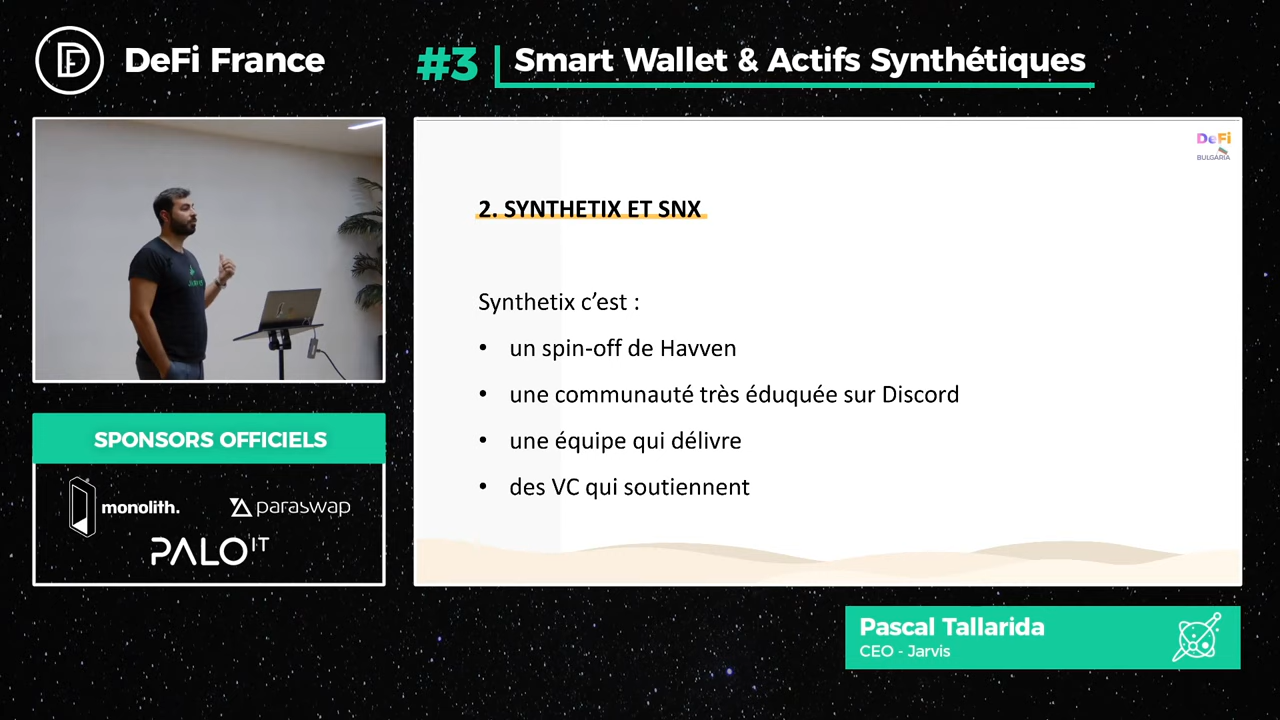 DeFi France
#3
Smart Wallet & Actifs Synthétiques
DeFi
BULGARIA
2. SYNTHETIX ET SNX
Synthetix c’est :
• un spin-off de Havven
• une communauté très éduquée sur Discord
• une équipe qui délivre
• des VC qui soutiennent
SPONSORS OFFICIELS
monolith.
paraswap
PALO IT
Pascal Tallarida
CEO - Jarvis